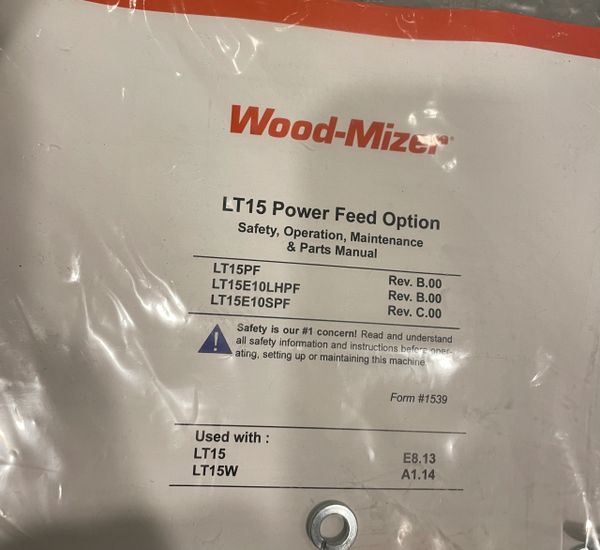 Wood-Mizer
LT15 Power Feed Option
Safety, Operation, Maintenance
& Parts Manual
LT15PF Rev. B.00
LT15E10LHPF Rev. B.00
LT15E10SPF Rev. C.00
Safety is our #1 concern! Read and understand
all safety information and instructions before oper-
ating, setting up or maintaining this machine.
Form #1539
Used with :
LT15 E8.13
LT15W A1.14